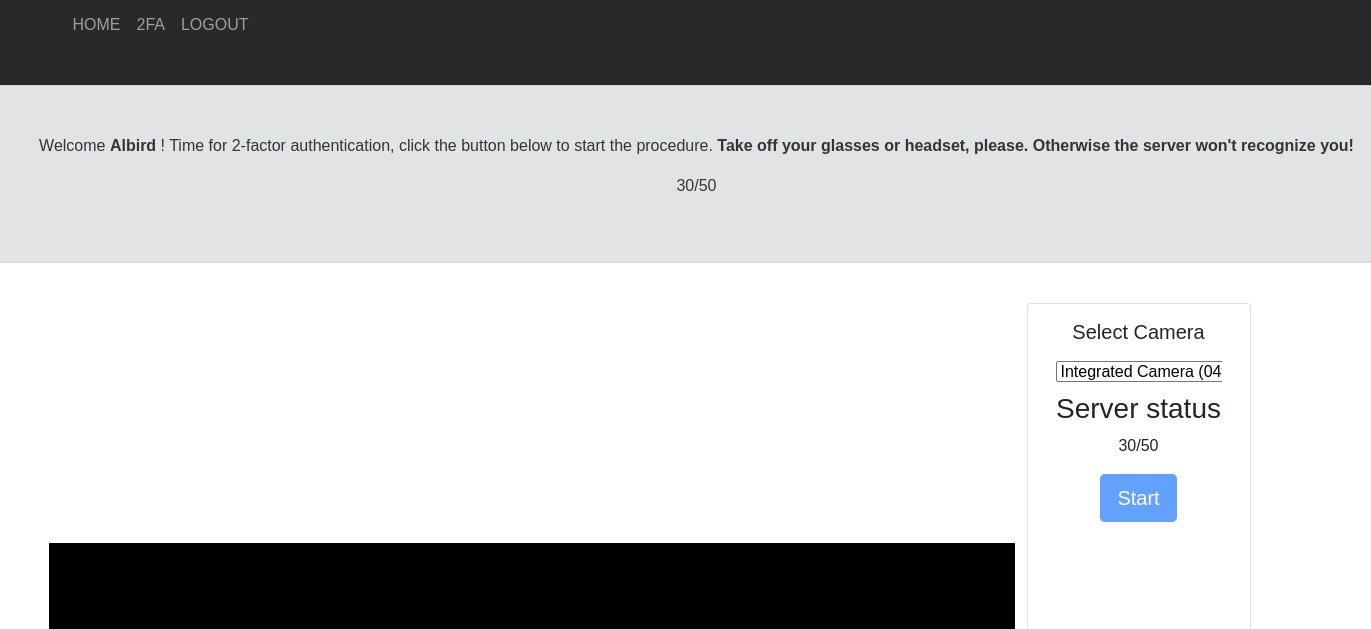 HOME 2FA LOGOUT
Welcome Albird ! Time for 2-factor authentication, click the button below to start the procedure. Take off your glasses or headset, please. Otherwise the server won't recognize you!
30/50
Select Camera
Integrated Camera (04
Server status
30/50
Start